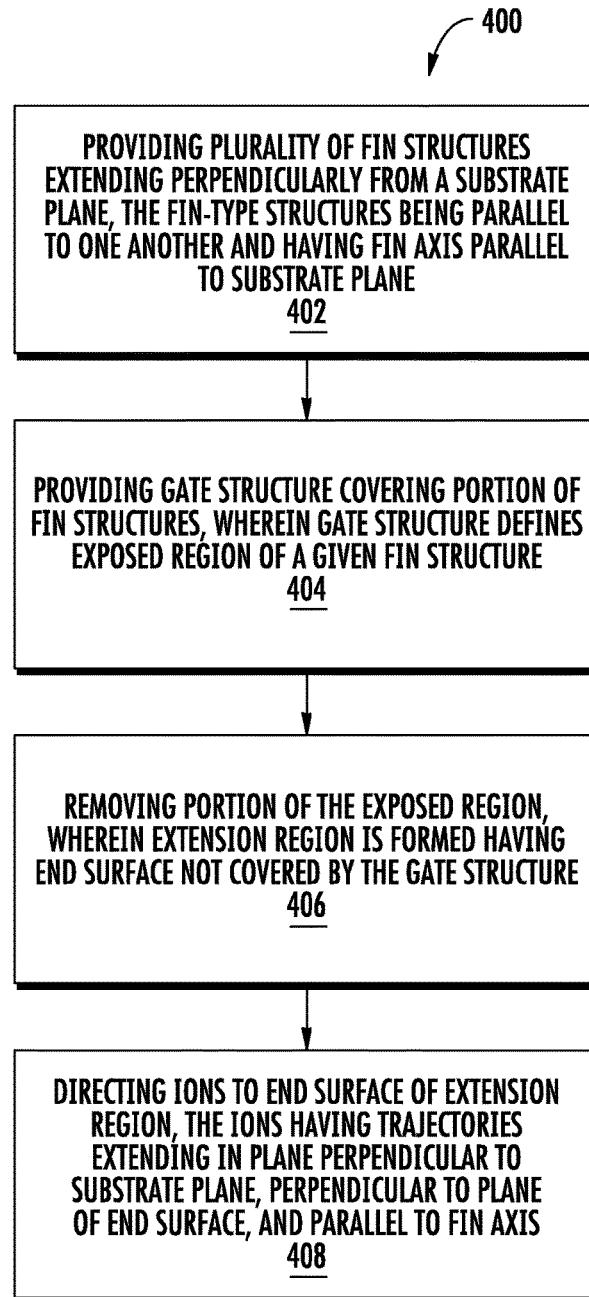 400
PROVIDING PLURALITY OF FIN STRUCTURES
EXTENDING PERPENDICULARLY FROM A SUBSTRATE
PLANE, THE FIN-TYPE STRUCTURES BEING PARALLEL
TO ONE ANOTHER AND HAVING FIN AXIS PARALLEL
TO SUBSTRATE PLANE
402
PROVIDING GATE STRUCTURE COVERING PORTION OF
FIN STRUCTURES, WHEREIN GATE STRUCTURE DEFINES
EXPOSED REGION OF A GIVEN FIN STRUCTURE
404
REMOVING PORTION OF THE EXPOSED REGION,
WHEREIN EXTENSION REGION IS FORMED HAVING
END SURFACE NOT COVERED BY THE GATE STRUCTURE
406
DIRECTING IONS TO END SURFACE OF EXTENSION
REGION, THE IONS HAVING TRAJECTORIES
EXTENDING IN PLANE PERPENDICULAR TO
SUBSTRATE PLANE, PERPENDICULAR TO PLANE
OF END SURFACE, AND PARALLEL TO FIN AXIS
408